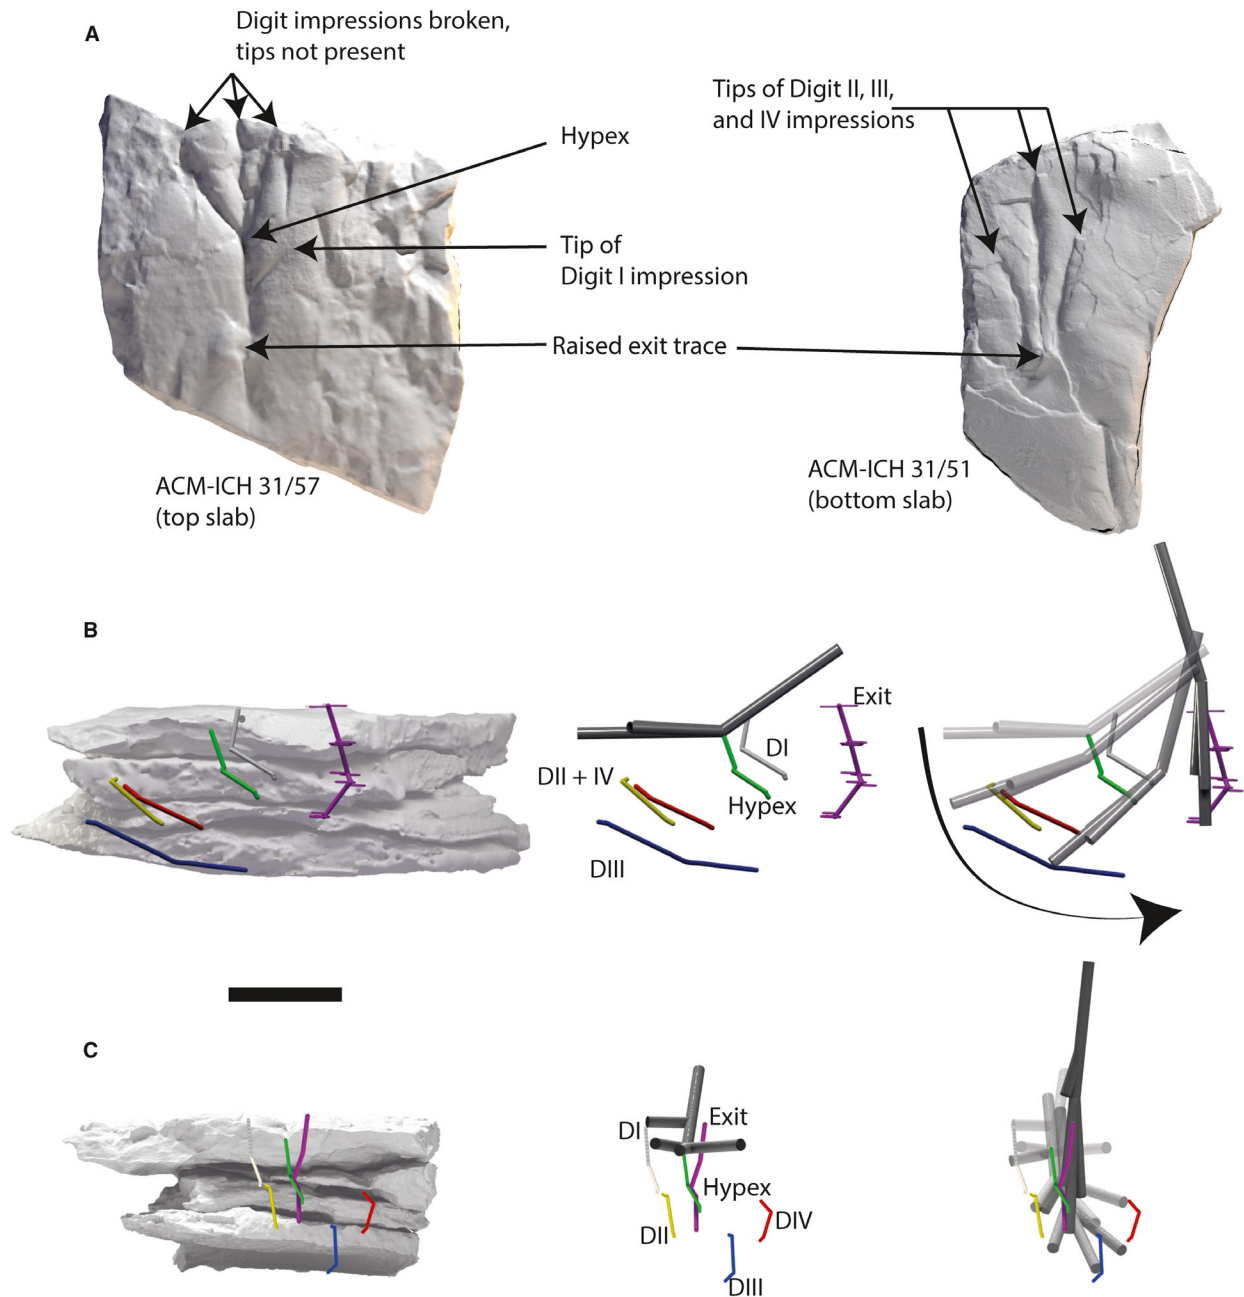 A
Digit impressions broken,
tips not present
Hypex
Tip of
Digit I impression
Raised exit trace
Tips of Digit II, III,
and IV impressions
ACM-ICH 31/57
(top slab)
ACM-ICH 31/51
(bottom slab)
B
Exit
DI
DII + IV
Hypex
DIII
C
DI
Exit
Hypex
DII
DIV
DIII